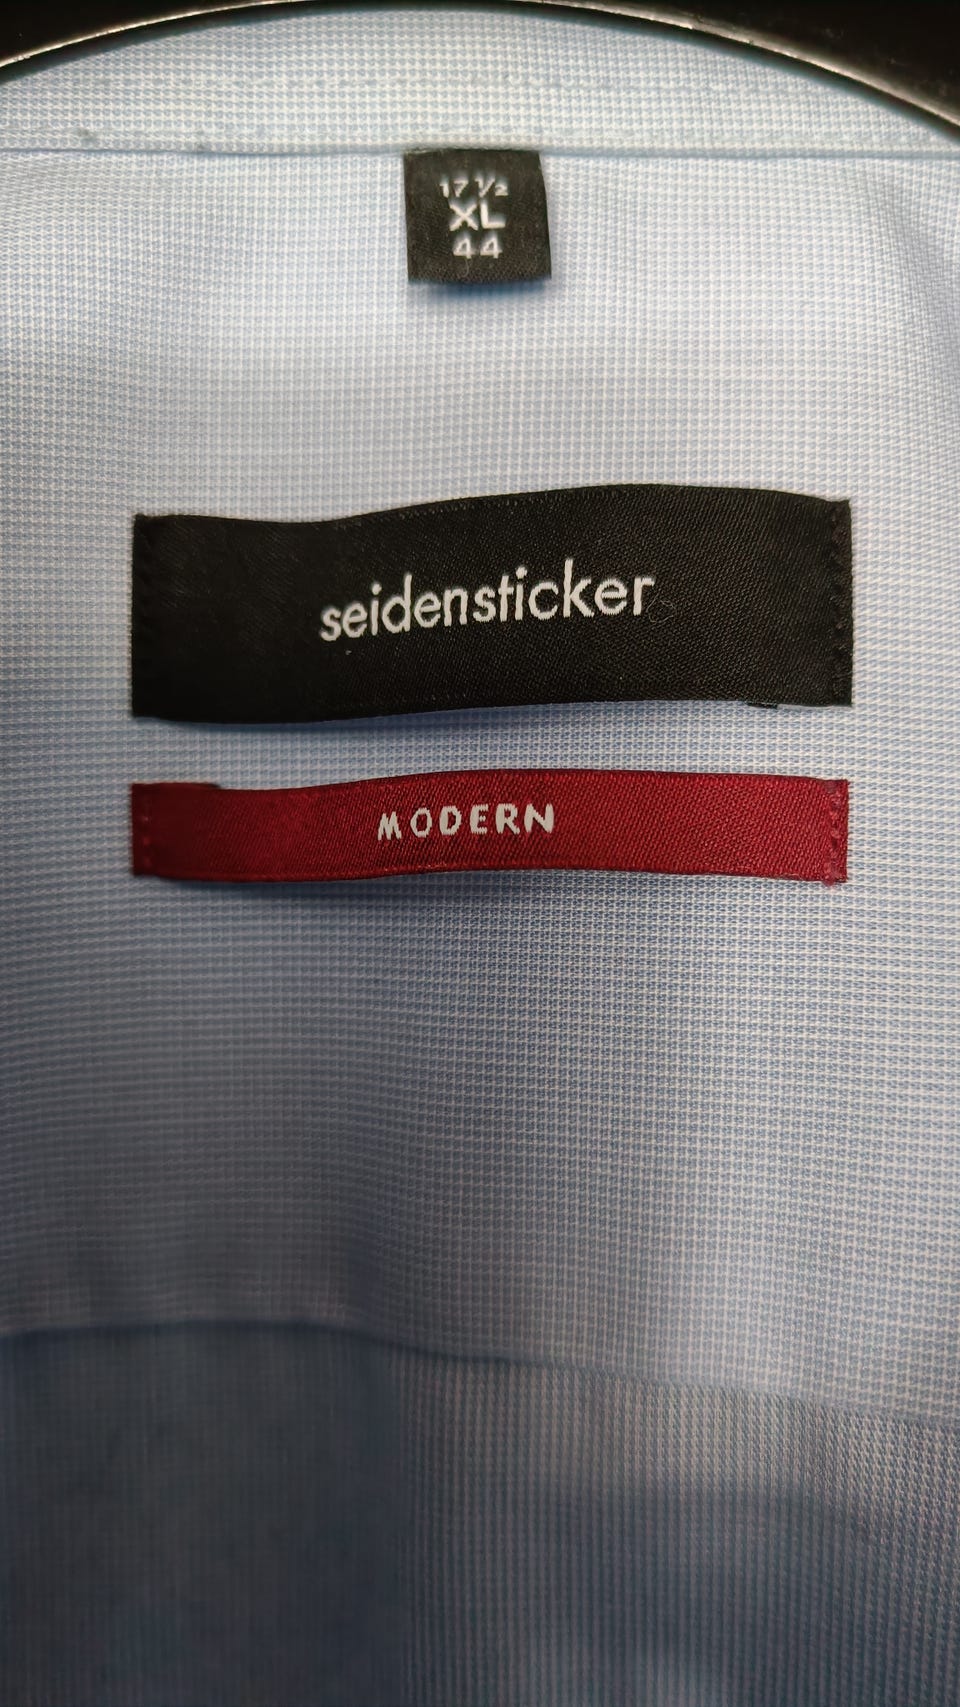 17 ½
XL
44
seidensticker
MODERN